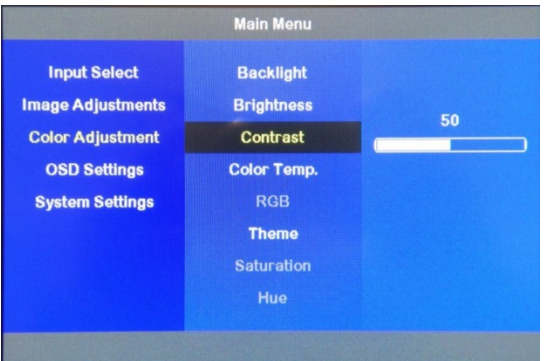 Main Menu
Input Select
Image Adjustments
Color Adjustment
OSD Settings
System Settings
Backlight
Brightness
Contrast
Color Temp.
RGB
Theme
Saturation
Hue
50